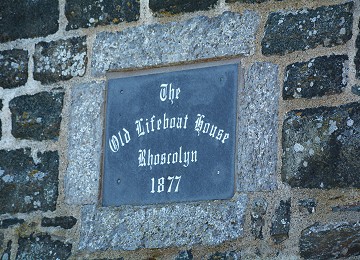 The
Old Lifeboat House
Rhoscolyn
1877